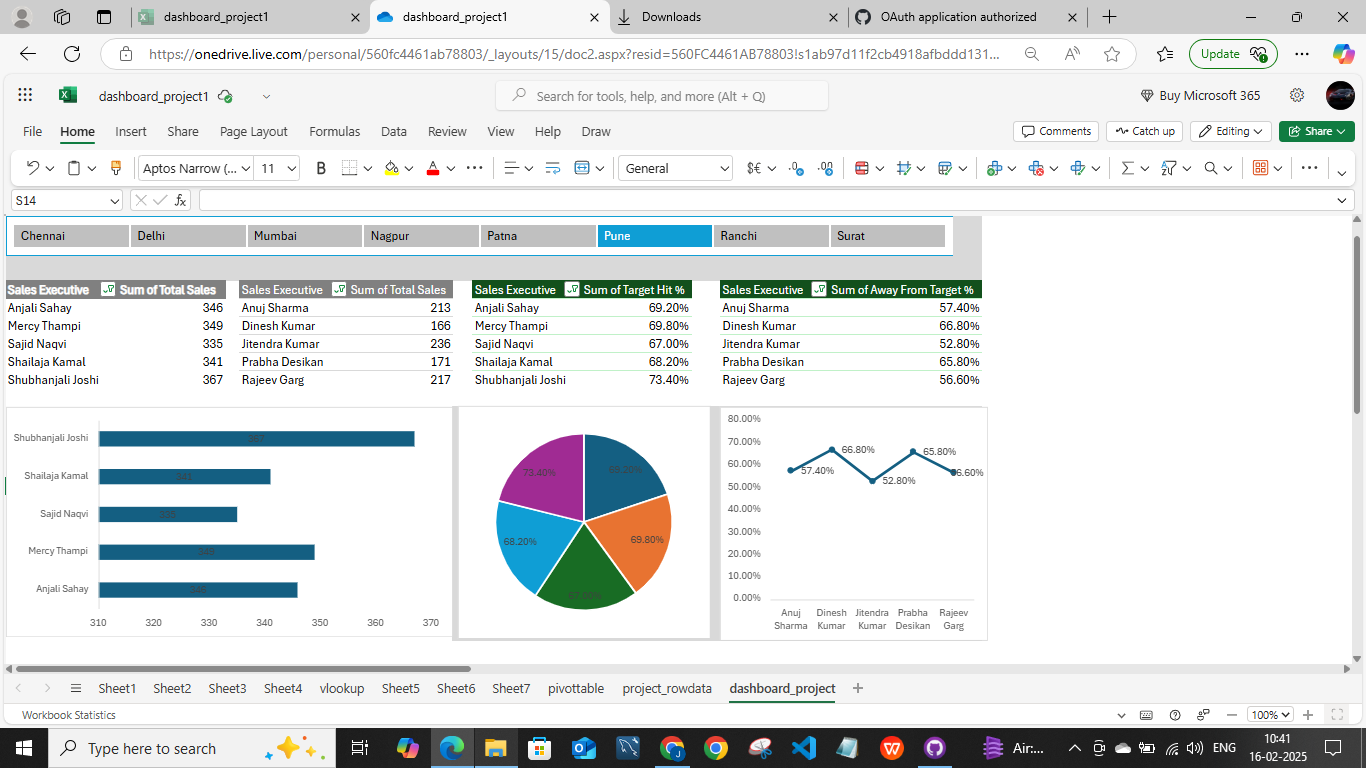 dashboard_project1
dashboard_project1
Downloads
OAuth application authorized
https://onedrive.live.com/personal/560fc4461ab78803/_layouts/15/doc2.aspx?resid=560FC4461AB78803!s1ab97d11f2cb4918afbddd131...
Update
dashboard_project1
Search for tools, help, and more (Alt + Q)
Buy Microsoft 365
File Home Insert Share Page Layout Formulas Data Review View Help Draw
Comments Catch up Editing Share
Aptos Narrow (... 11 B A General $€ .0 .00
S14 fx
Chennai Delhi Mumbai Nagpur Patna Pune Ranchi Surat
Sales Executive Sum of Total Sales Sales Executive Sum of Total Sales Sales Executive Sum of Target Hit % Sales Executive Sum of Away From Target %
Anjali Sahay 346 Anuj Sharma 213 Anjali Sahay 69.20% Anuj Sharma 57.40%
Mercy Thampi 349 Dinesh Kumar 166 Mercy Thampi 69.80% Dinesh Kumar 66.80%
Sajid Naqvi 335 Jitendra Kumar 236 Sajid Naqvi 67.00% Jitendra Kumar 52.80%
Shailaja Kamal 341 Prabha Desikan 171 Shailaja Kamal 68.20% Prabha Desikan 65.80%
Shubhanjali Joshi 367 Rajeev Garg 217 Shubhanjali Joshi 73.40% Rajeev Garg 56.60%
Shubhanjali Joshi 367
Shailaja Kamal 341
Sajid Naqvi 335
Mercy Thampi 349
Anjali Sahay 346
310 320 330 340 350 360 370
73.40% 69.20%
68.20% 69.80%
67.00%
80.00%
70.00%
60.00%
50.00%
40.00%
30.00%
20.00%
10.00%
0.00%
57.40% 66.80% 52.80% 65.80% 56.60%
Anuj Dinesh Jitendra Prabha Rajeev
Sharma Kumar Kumar Desikan Garg
Sheet1 Sheet2 Sheet3 Sheet4 vlookup Sheet5 Sheet6 Sheet7 pivottable project_rowdata dashboard_project
Workbook Statistics
100%
Type here to search
Air:...
ENG
10:41
16-02-2025